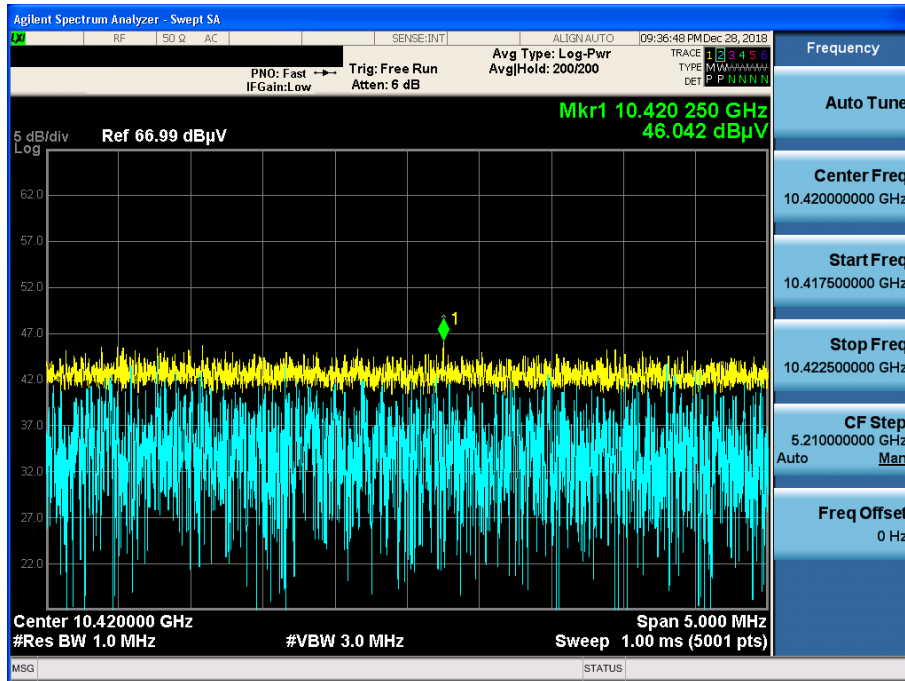 Agilent Spectrum Analyzer - Swept SA
LXI RF 50 Ω AC SENSE:INT ALIGNAUTO 09:36:48 PM Dec 28, 2018
PNO: Fast Trig: Free Run Avg Type: Log-Pwr TRACE 1 2 3 4 5 6
IFGain:Low Atten: 6 dB Avg|Hold: 200/200 TYPE M W W W W W
DET P P N N N N
Mkr1 10.420 250 GHz
46.042 dBµV
5 dB/div Ref 66.99 dBµV
Log
62.0
57.0
52.0
47.0
1
42.0
37.0
32.0
27.0
22.0
Center 10.420000 GHz Span 5.000 MHz
#Res BW 1.0 MHz #VBW 3.0 MHz Sweep 1.00 ms (5001 pts)
MSG STATUS
Frequency
Auto Tune
Center Freq
10.420000000 GHz
Start Freq
10.417500000 GHz
Stop Freq
10.422500000 GHz
CF Step
5.210000000 GHz
Auto Man
Freq Offset
0 Hz